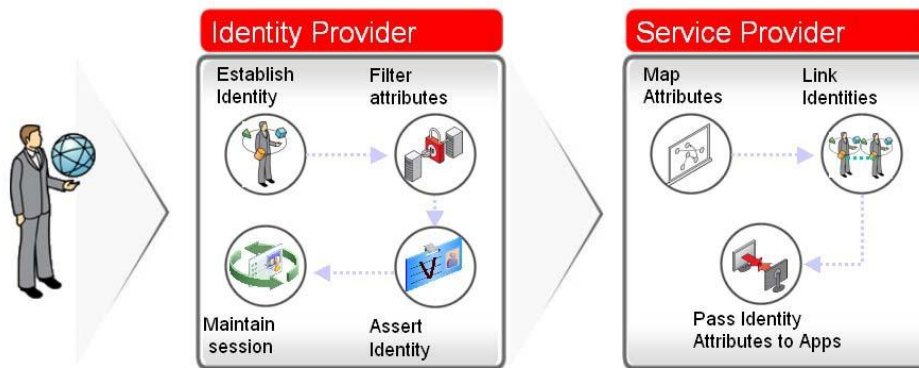 Identity Provider
Establish
Identity
Filter
attributes
Maintain
session
Assert
Identity
Service Provider
Map
Attributes
Link
Identities
Pass Identity
Attributes to Apps